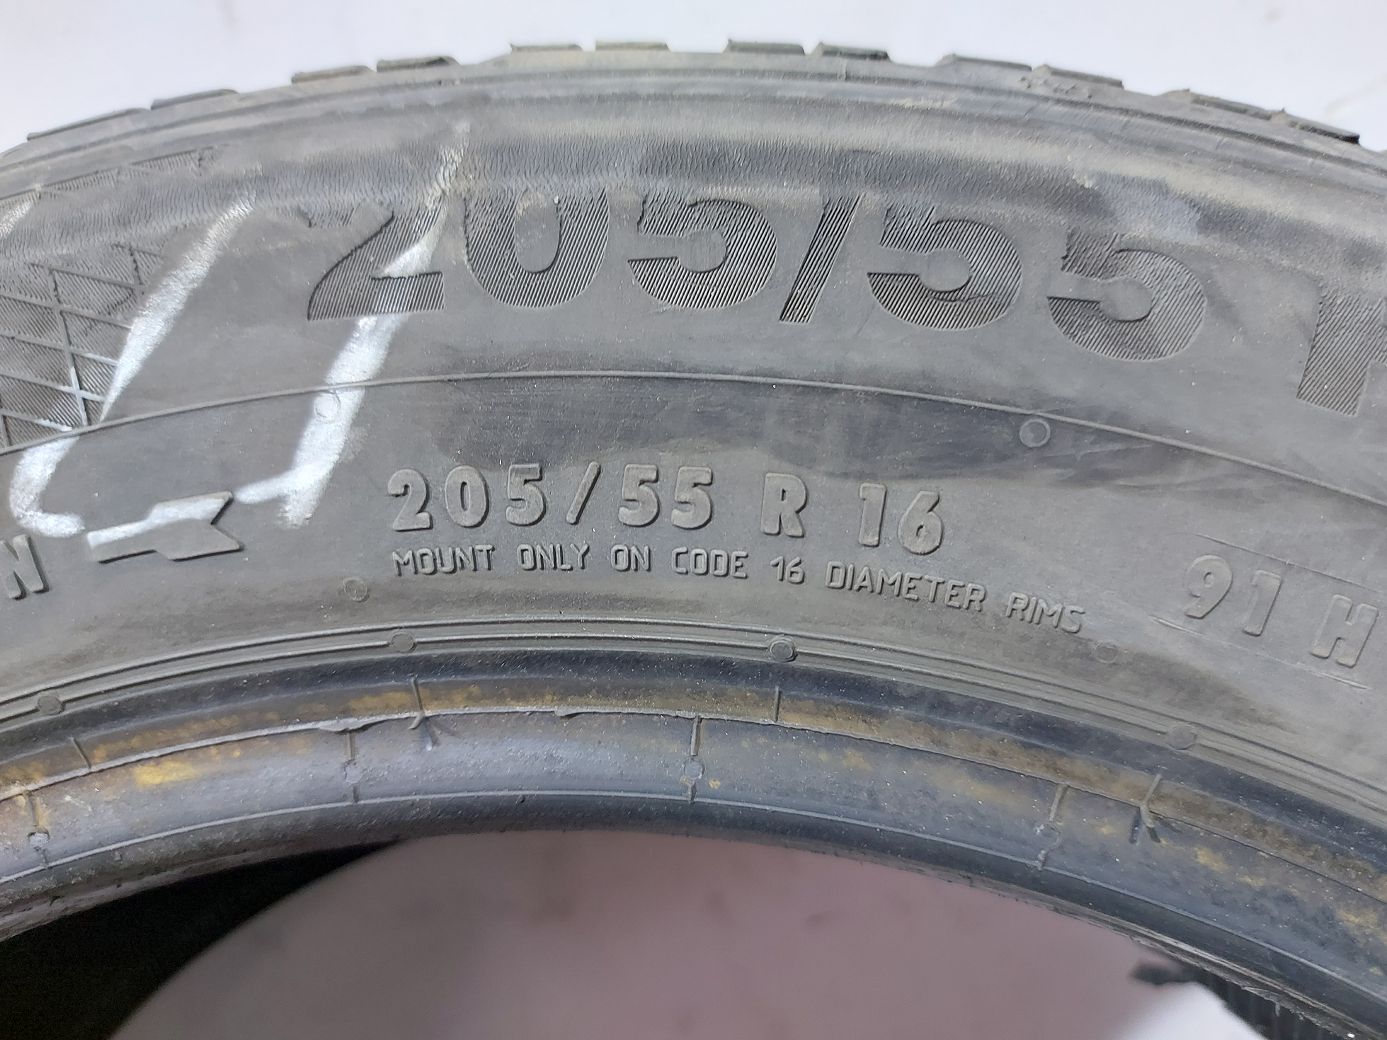 205/55
205/55 R 16
MOUNT ONLY ON CODE 16 DIAMETER RIMS
91 H